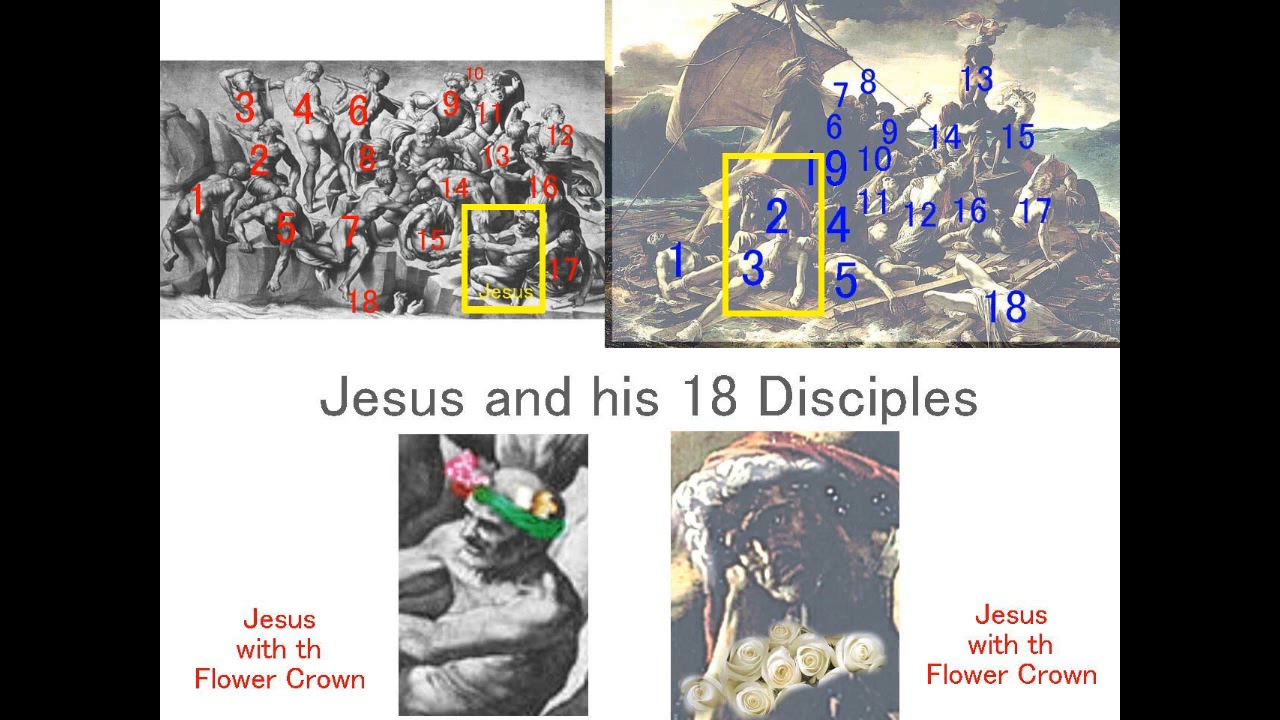 10
3 4 6 9 11
12
2 8 13
1 14 16
5 7 15
17
Jesus
18
8 13
7
6 9 14 15
19 10
2 4 11 12 16 17
1 3 5
18
Jesus and his 18 Disciples
Jesus
with th
Flower Crown
Jesus
with th
Flower Crown